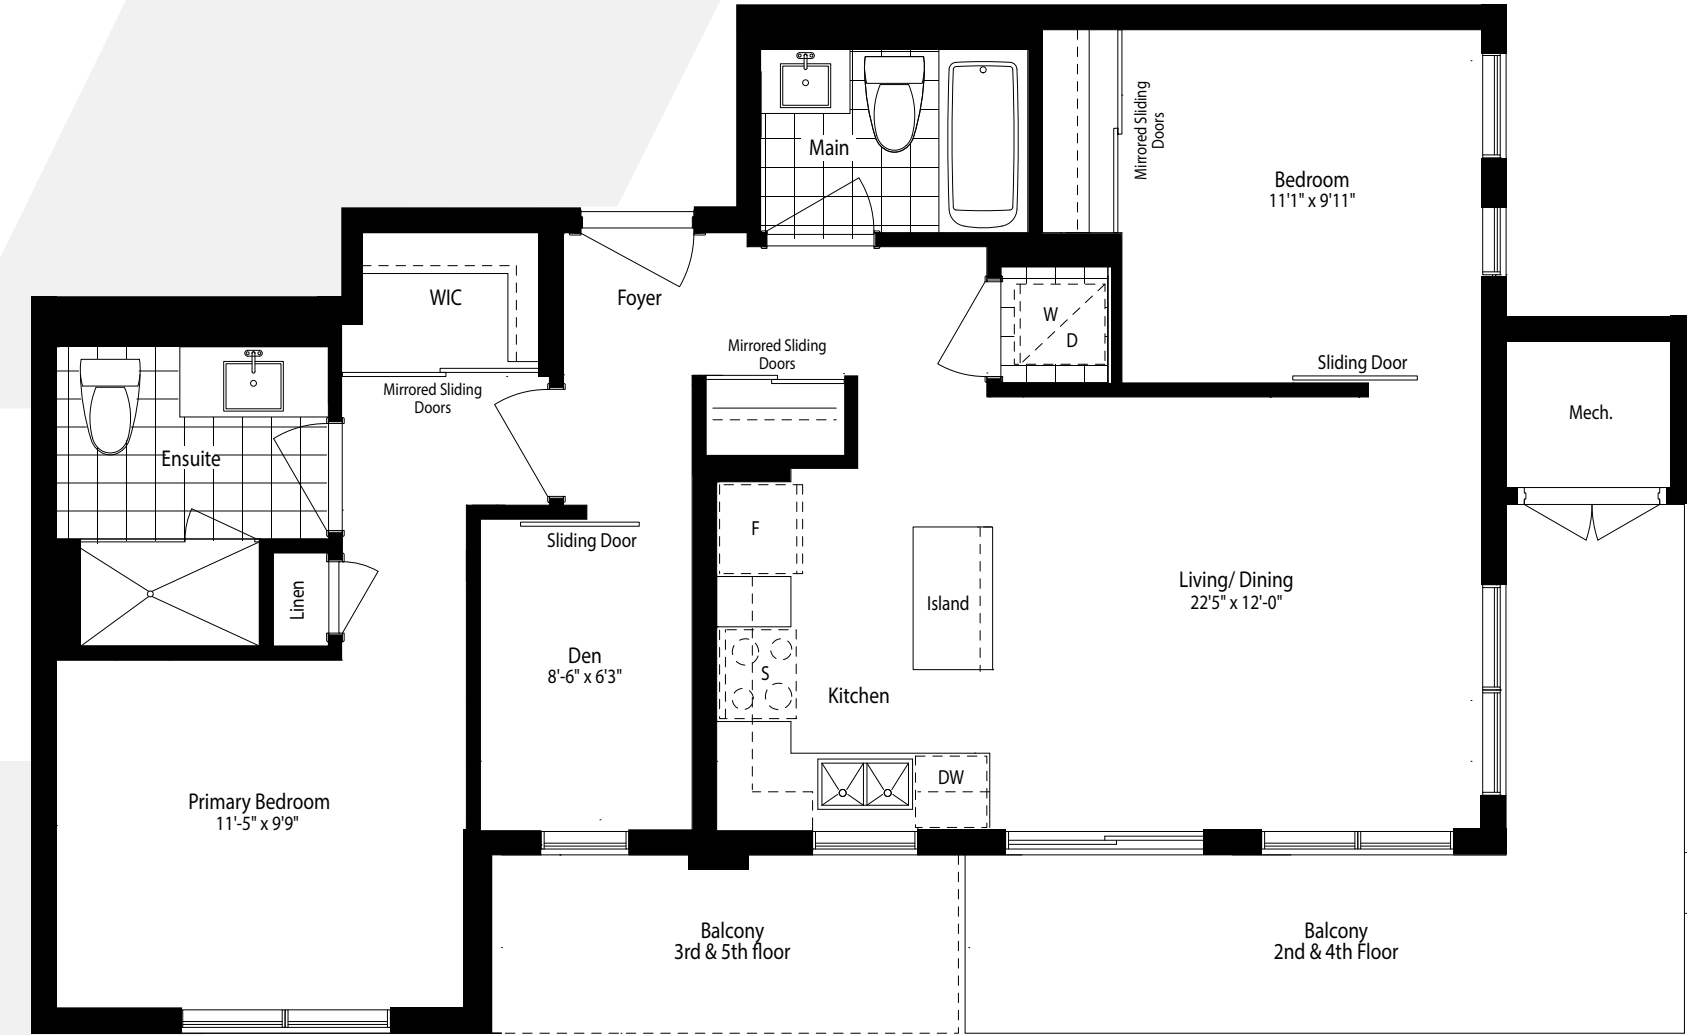 Main
Mirrored Sliding
Doors
Bedroom
11'1" x 9'11"
WIC
Foyer
W
D
Mirrored Sliding
Doors
Mirrored Sliding
Doors
Sliding Door
Mech.
Ensuite
Sliding Door
F
Linen
Island
Living/ Dining
22'5" x 12'-0"
Den
8'-6" x 6'3"
S
Kitchen
DW
Primary Bedroom
11'-5" x 9'9"
Balcony
3rd & 5th floor
Balcony
2nd & 4th Floor